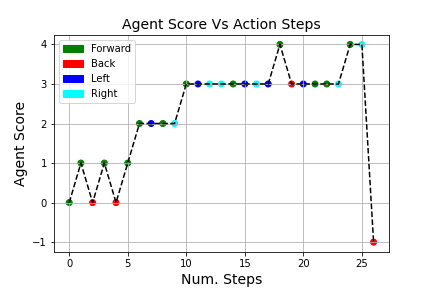 Agent Score Vs Action Steps
Forward
Back
Left
Right
Agent Score
4
3
2
1
0
−1
0 5 10 15 20 25
Num. Steps